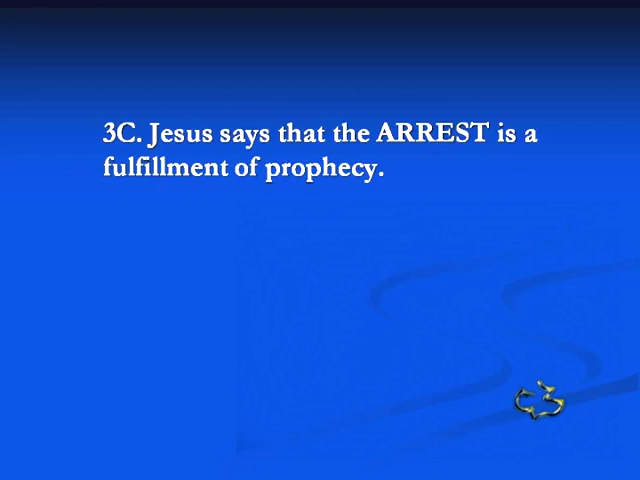 3C. Jesus says that the ARREST is a
fulfillment of prophecy.